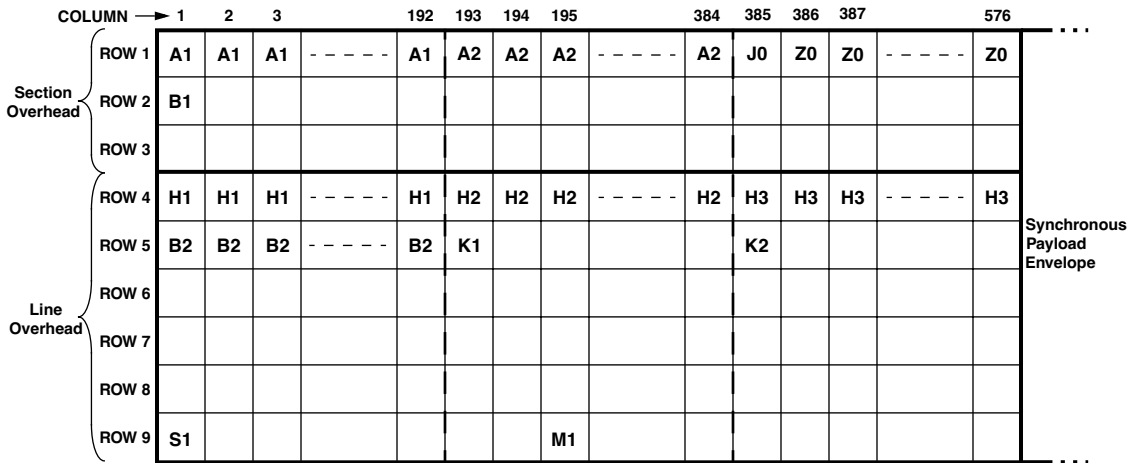 COLUMN 1 2 3 192 193 194 195 384 385 386 387 576
ROW 1 A1 A1 A1 A1 A2 A2 A2 A2 J0 Z0 Z0 Z0
Section
Overhead
ROW 2 B1
ROW 3
ROW 4 H1 H1 H1 H1 H2 H2 H2 H2 H3 H3 H3 H3
Synchronous
Payload
Envelope
ROW 5 B2 B2 B2 B2 K1 K2
ROW 6
Line
Overhead
ROW 7
ROW 8
ROW 9 S1 M1